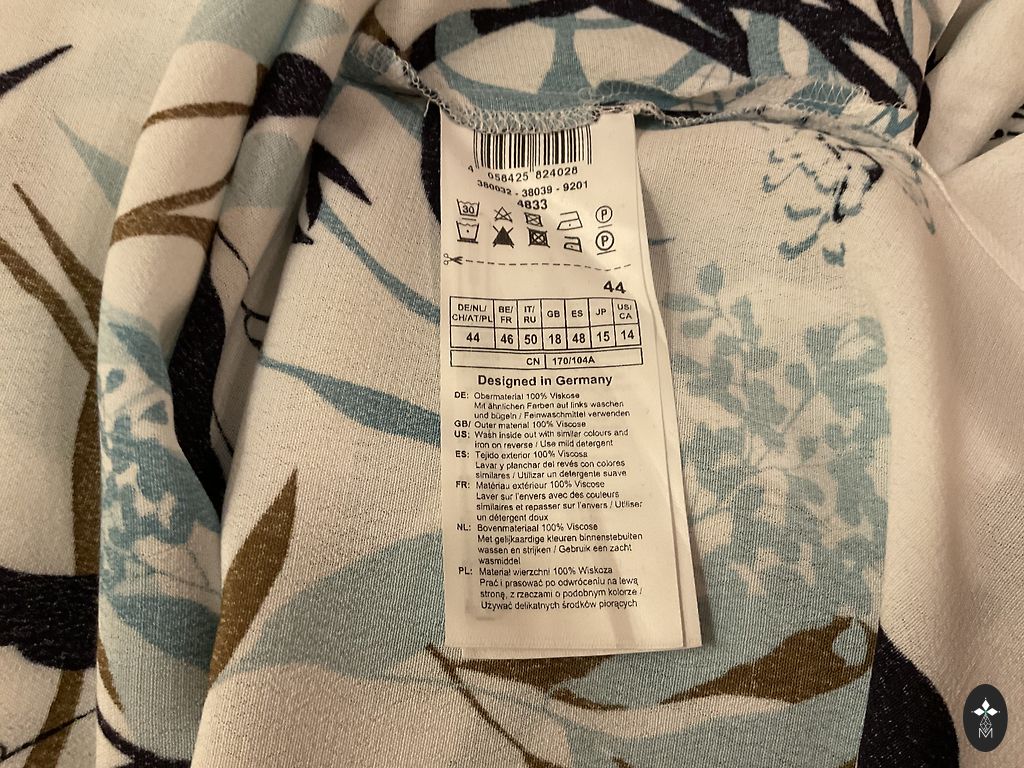 4 058425 824028
380032 - 38039 - 9201
4833
30
P
P
44
DE/NL/ CH/AT/PL BE/ FR IT/ RU GB ES JP US/ CA
44 46 50 18 48 15 14
CN 170/104A
Designed in Germany
DE: Obermaterial 100% Viskose
Mit ähnlichen Farben auf links waschen
und bügeln / Feinwaschmittel verwenden
GB/ Outer material 100% Viscose
US: Wash inside out with similar colours and
iron on reverse / Use mild detergent
ES: Tejido exterior 100% Viscosa
Lavar y planchar del revés con colores
similares / Utilizar un detergente suave
FR: Matériau extérieur 100% Viscose
Laver sur l'envers avec des couleurs
similaires et repasser sur l'envers / Utiliser
un détergent doux
NL: Bovenmateriaal 100% Viscose
Met gelijkaardige kleuren binnenstebuiten
wassen en strijken / Gebruik een zacht
wasmiddel
PL: Materiał wierzchni 100% Wiskoza
Prać i prasować po odwróceniu na lewą
stronę, z rzeczami o podobnym kolorze /
Używać delikatnych środków piorących
M